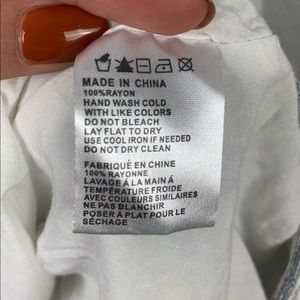 MADE IN CHINA
100%RAYON
HAND WASH COLD
WITH LIKE COLORS
DO NOT BLEACH
LAY FLAT TO DRY
USE COOL IRON IF NEEDED
DO NOT DRY CLEAN
FABRIQUÉ EN CHINE
100% RAYONNE
LAVAGE Á LA MAIN Á
TEMPÉRATURE FROIDE
AVEC COULEURS SIMILAIRES
NE PAS BLANCHIR
POSER Á PLAT POUR LE
SÉCHAGE